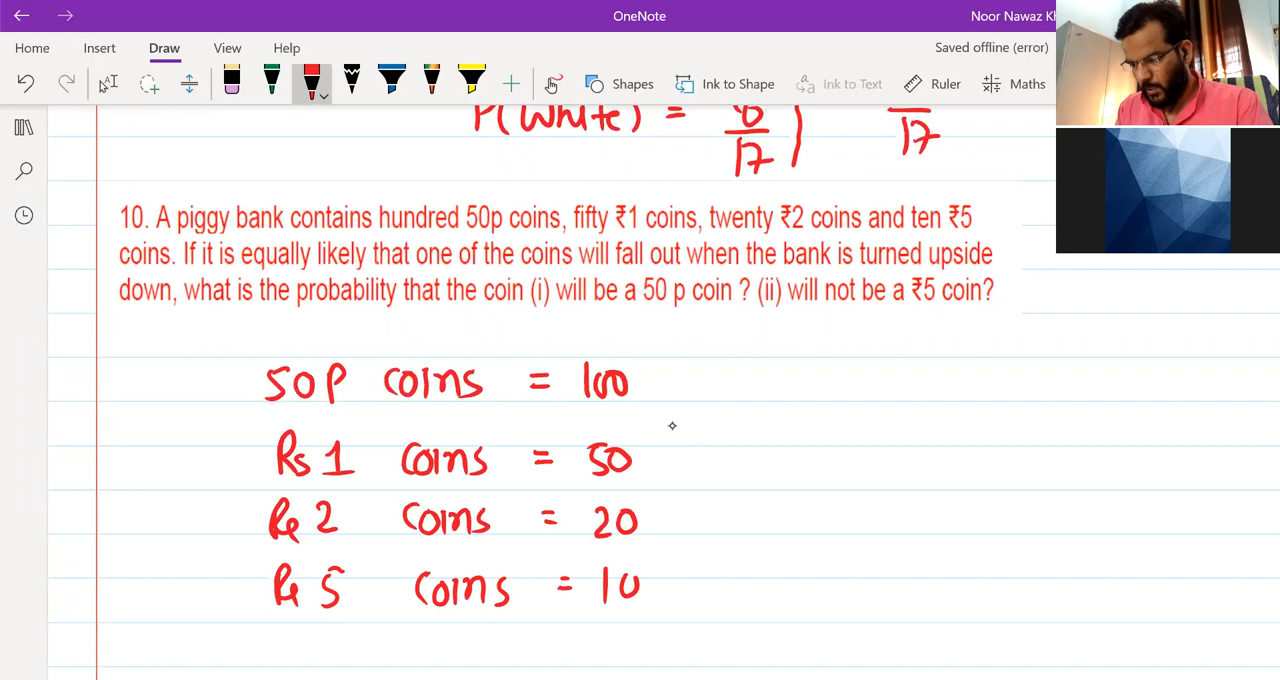 OneNote
Noor Nawaz Kh
Home Insert Draw View Help
Saved offline (error)
Shapes Ink to Shape Ink to Text Ruler Maths
P(White) = 8/17
17
10. A piggy bank contains hundred 50p coins, fifty ₹1 coins, twenty ₹2 coins and ten ₹5
coins. If it is equally likely that one of the coins will fall out when the bank is turned upside
down, what is the probability that the coin (i) will be a 50 p coin ? (ii) will not be a ₹5 coin?
50P coins = 100
Rs 1 coins = 50
Rs 2 coins = 20
Rs 5 coins = 10